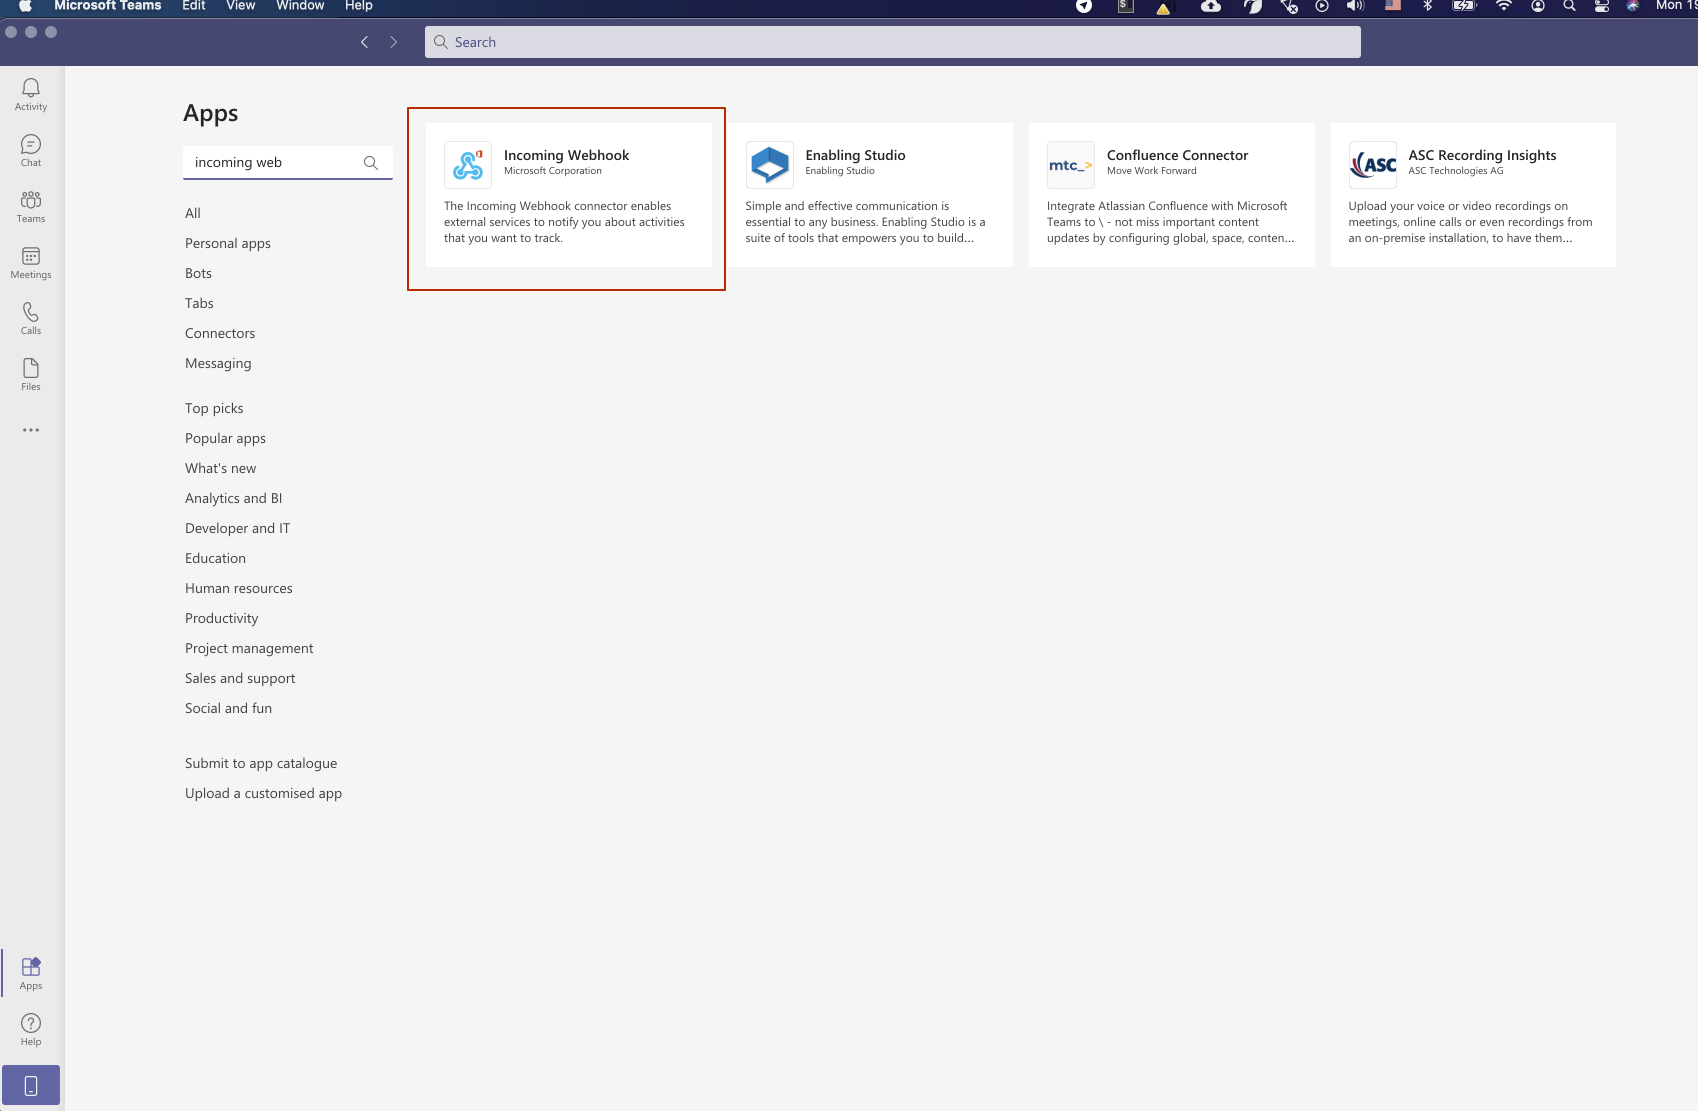 Microsoft Teams Edit View Window Help
Mon 19
Search
Activity
Chat
Teams
Meetings
Calls
Files
Apps
Help
Apps
incoming web
All
Personal apps
Bots
Tabs
Connectors
Messaging
Top picks
Popular apps
What's new
Analytics and BI
Developer and IT
Education
Human resources
Productivity
Project management
Sales and support
Social and fun
Submit to app catalogue
Upload a customised app
Incoming Webhook
Microsoft Corporation
The Incoming Webhook connector enables
external services to notify you about activities
that you want to track.
Enabling Studio
Enabling Studio
Simple and effective communication is
essential to any business. Enabling Studio is a
suite of tools that empowers you to build...
mtc_>
Confluence Connector
Move Work Forward
Integrate Atlassian Confluence with Microsoft
Teams to \ - not miss important content
updates by configuring global, space, conten...
ASC
ASC Recording Insights
ASC Technologies AG
Upload your voice or video recordings on
meetings, online calls or even recordings from
an on-premise installation, to have them...